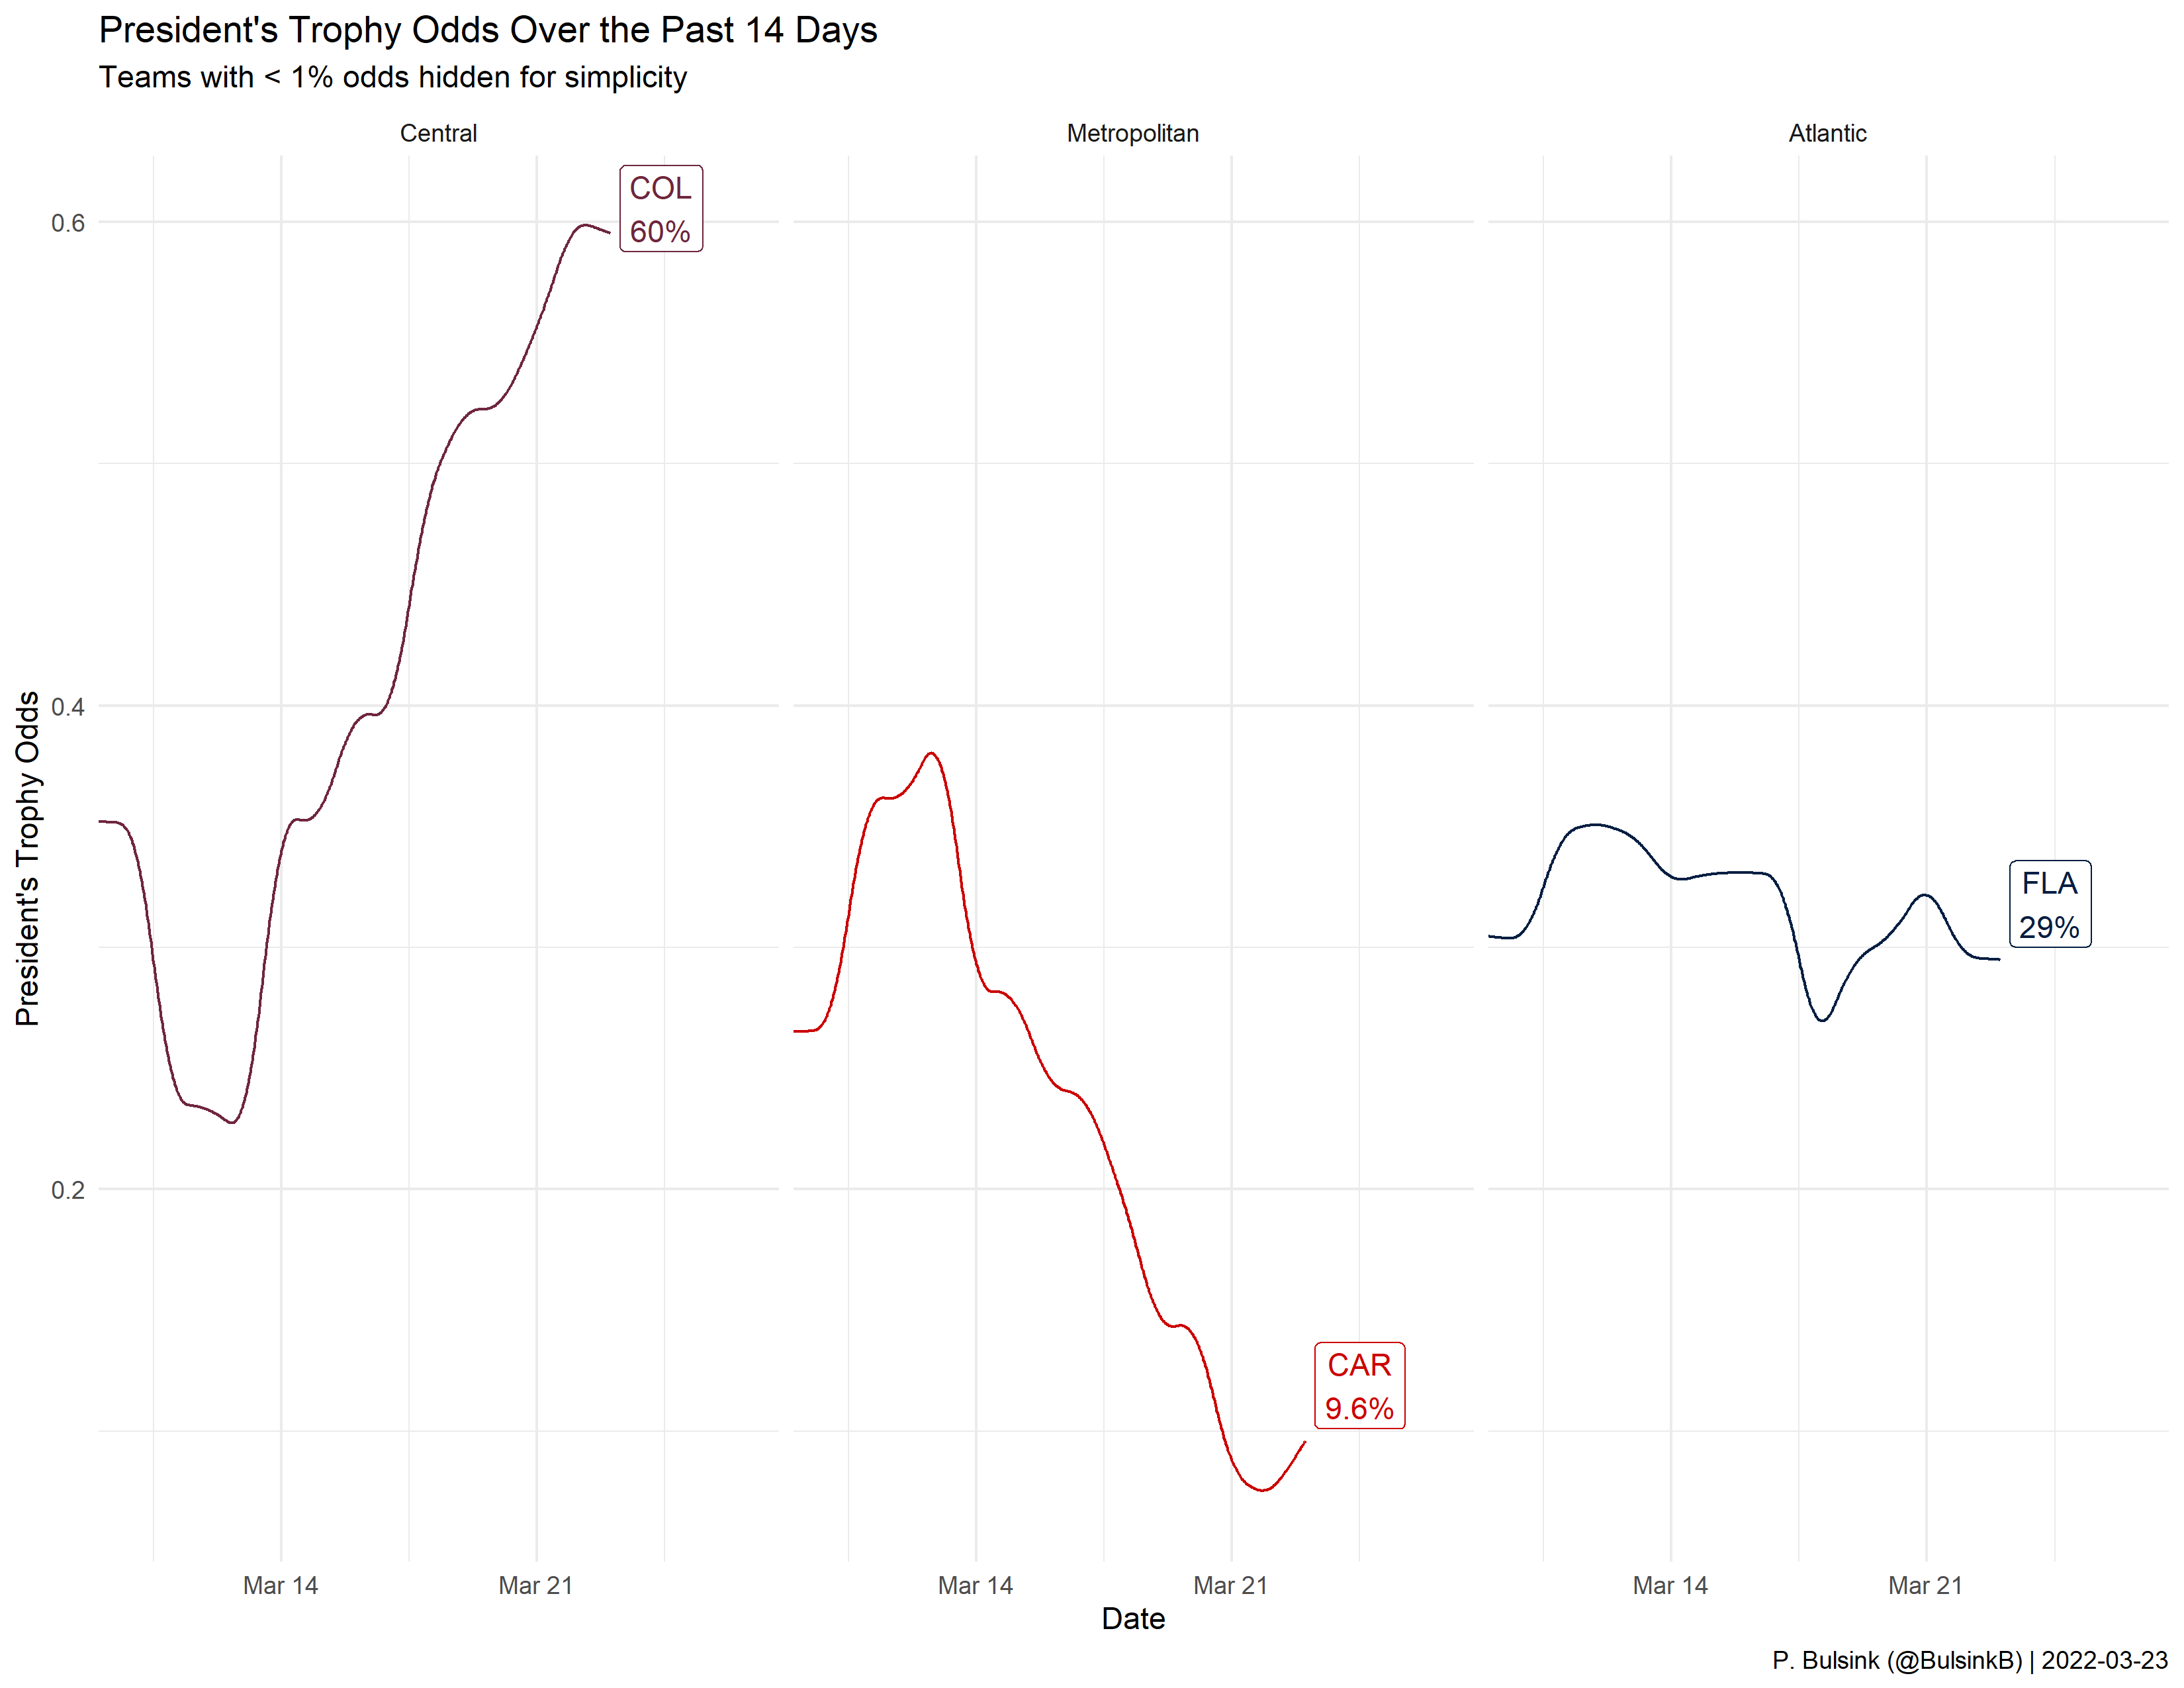 President's Trophy Odds Over the Past 14 Days
Teams with < 1% odds hidden for simplicity
Central
Metropolitan
Atlantic
President's Trophy Odds
0.6
0.4
0.2
COL
60%
CAR
9.6%
FLA
29%
Mar 14
Mar 21
Mar 14
Mar 21
Mar 14
Mar 21
Date
P. Bulsink (@BulsinkB) | 2022-03-23